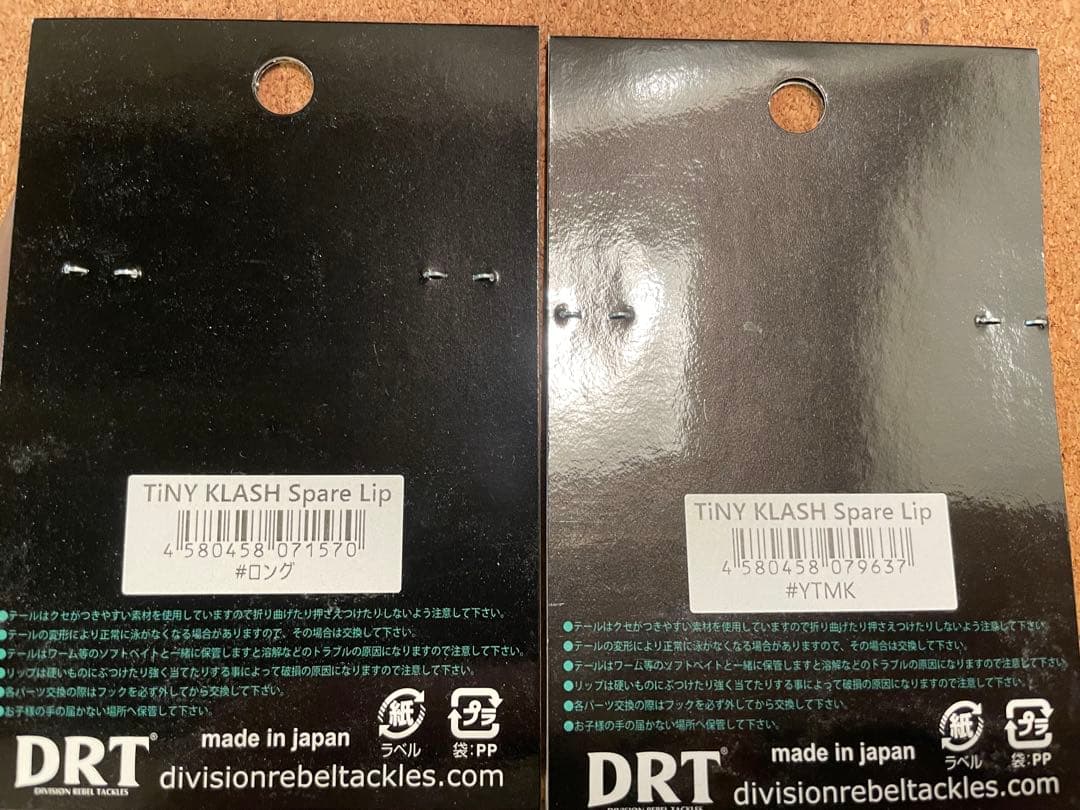 TiNY KLASH Spare Lip
4 580458 071570
#ロング
●テールはクセがつきやすい素材を使用していますので折り曲げたり押さえつけたりしないよう注意して下さい。
●テールの変形により正常に泳がなくなる場合がありますので、その場合は交換して下さい。
●テールはワーム等のソフトベイトと一緒に保管しますと溶解などのトラブルの原因になりますので注意して下さい。
●リップは硬いものにぶつけたり強く当てたりする事によって破損の原因になりますので注意して下さい。
●各パーツ交換の際はフックを必ず外してから交換して下さい。
●お子様の手の届かない場所へ保管して下さい。
紙
ラベル
プラ
袋:PP
DRT®
DIVISION REBEL TACKLES
made in japan
divisionrebeltackles.com
TiNY KLASH Spare Lip
4 580458 079637
#YTMK
●テールはクセがつきやすい素材を使用していますので折り曲げたり押さえつけたりしないよう注意して下さい。
●テールの変形により正常に泳がなくなる場合がありますので、その場合は交換して下さい。
●テールはワーム等のソフトベイトと一緒に保管しますと溶解などのトラブルの原因になりますので注意して下さい。
●リップは硬いものにぶつけたり強く当てたりする事によって破損の原因になりますので注意して下さい。
●各パーツ交換の際はフックを必ず外してから交換して下さい。
●お子様の手の届かない場所へ保管して下さい。
紙
ラベル
プラ
袋:PP
DRT®
DIVISION REBEL TACKLES
made in japan
divisionrebeltackles.com